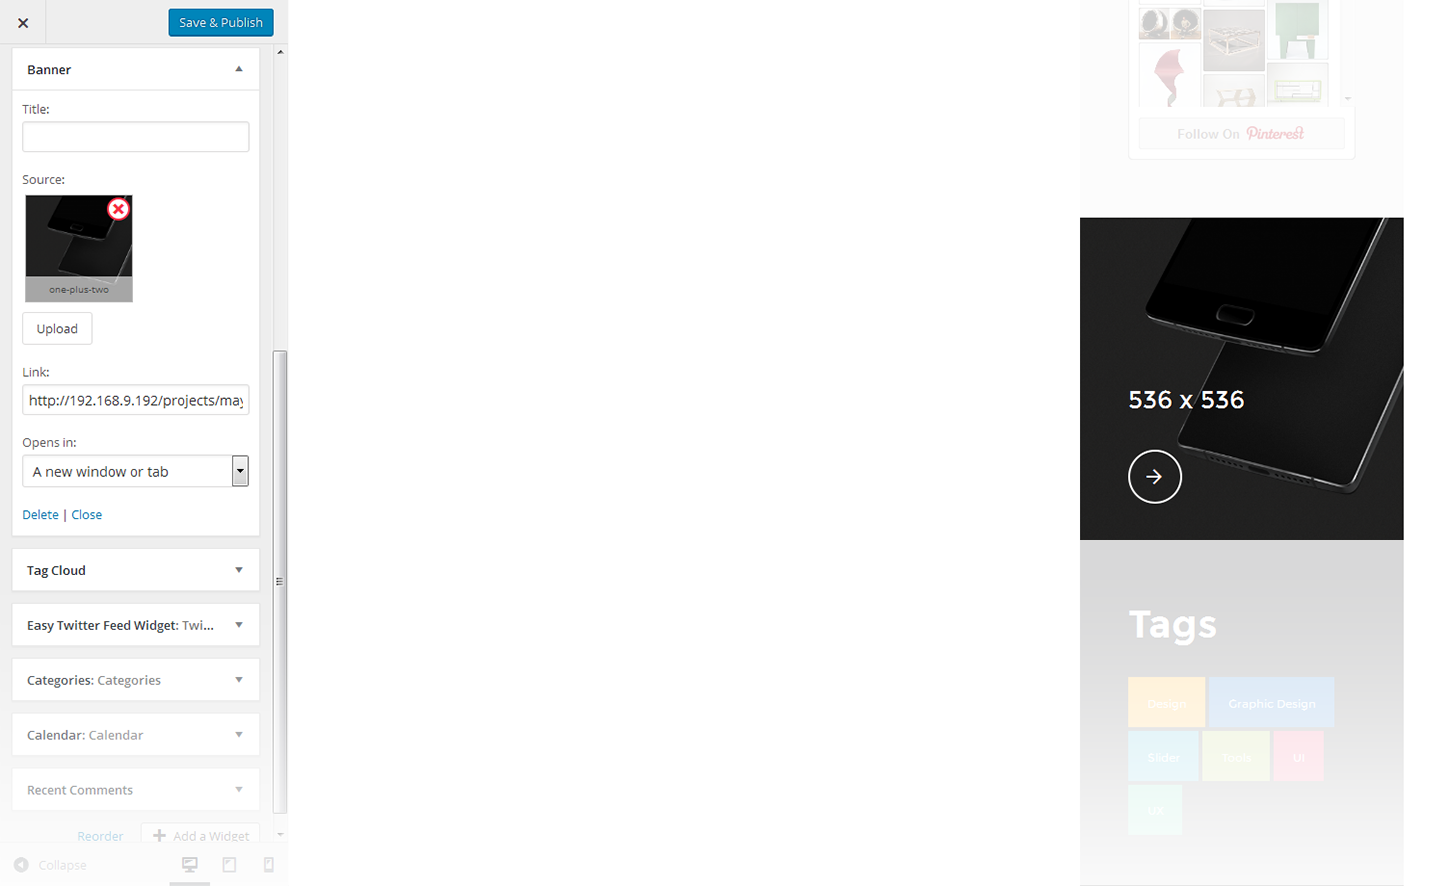 Save & Publish
Banner
Title:
Source:
one-plus-two
Upload
Link:
http://192.168.9.192/projects/may
Opens in:
A new window or tab
Delete | Close
Tag Cloud
Easy Twitter Feed Widget: Twi...
Categories: Categories
Calendar: Calendar
Recent Comments
Reorder
Add a Widget
Collapse
Follow On Pinterest
536 x 536
Tags
Design
Graphic Design
Slider
Tools
UI
UX